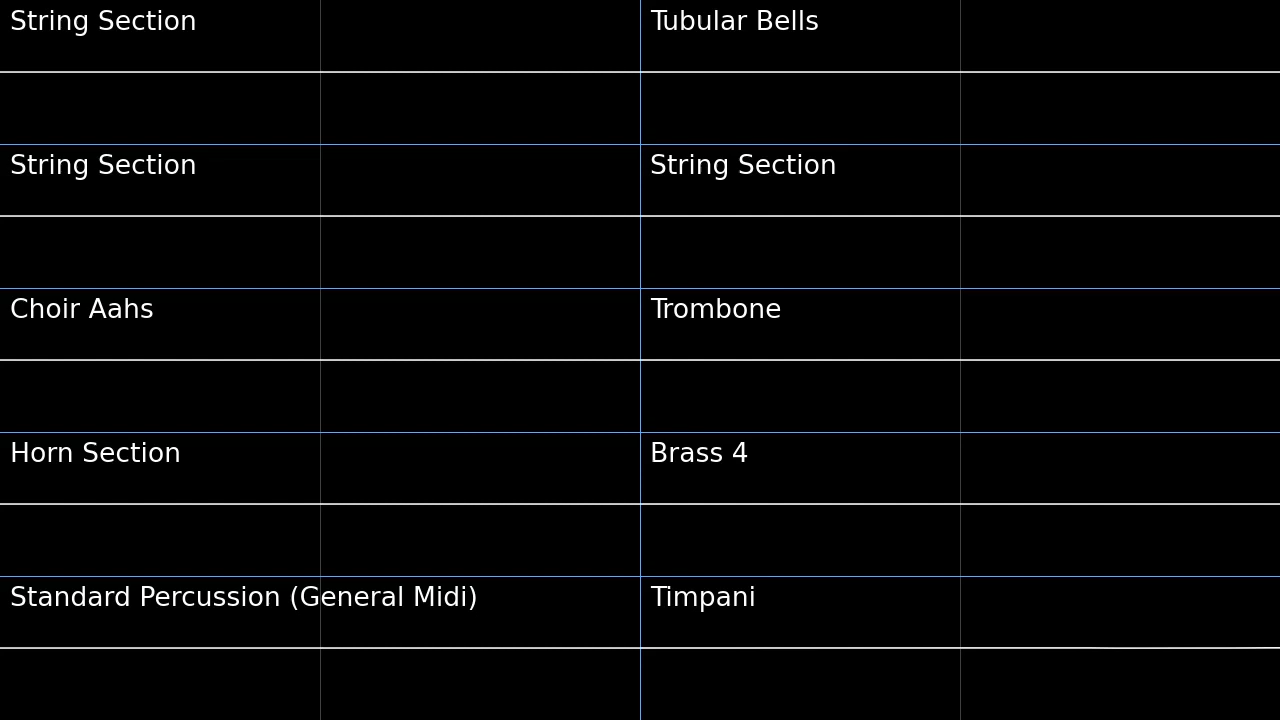 String Section
Tubular Bells
String Section
String Section
Choir Aahs
Trombone
Horn Section
Brass 4
Standard Percussion (General Midi)
Timpani